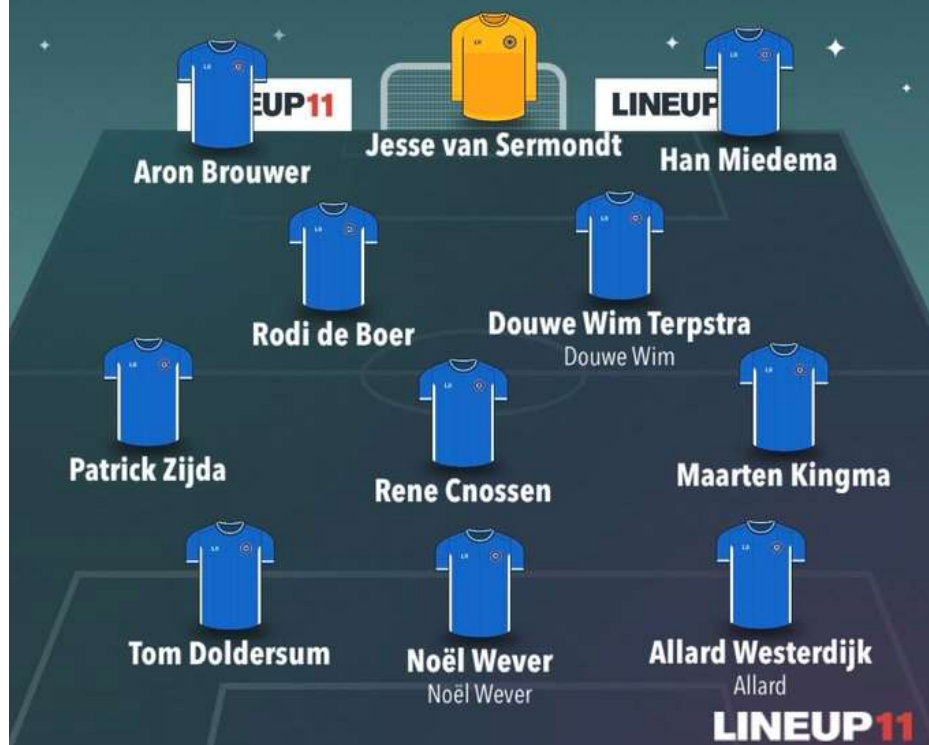 EUP11
LINEUP
Jesse van Sermondt
Aron Brouwer
Han Miedema
Rodi de Boer
Douwe Wim Terpstra
Douwe Wim
Patrick Zijda
Rene Cnossen
Maarten Kingma
Tom Doldersum
Noël Wever
Noël Wever
Allard Westerdijk
Allard
LINEUP11